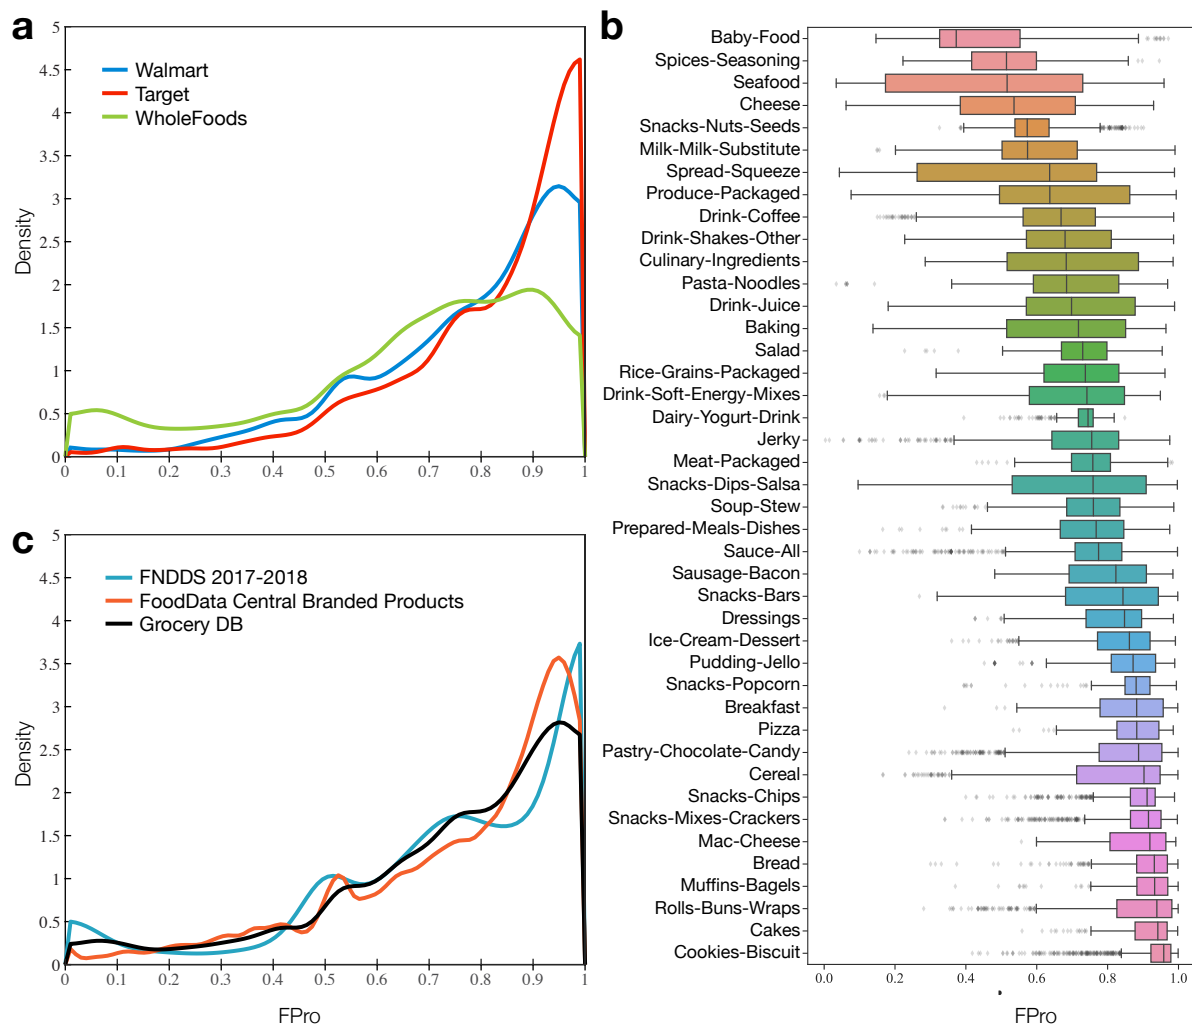 a
5
4.5
4
3.5
3
2.5
2
1.5
1
0.5
0
Density
Walmart
Target
WholeFoods
0 0.1 0.2 0.3 0.4 0.5 0.6 0.7 0.8 0.9 1
b
Baby-Food
Spices-Seasoning
Seafood
Cheese
Snacks-Nuts-Seeds
Milk-Milk-Substitute
Spread-Squeeze
Produce-Packaged
Drink-Coffee
Drink-Shakes-Other
Culinary-Ingredients
Pasta-Noodles
Drink-Juice
Baking
Salad
Rice-Grains-Packaged
Drink-Soft-Energy-Mixes
Dairy-Yogurt-Drink
Jerky
Meat-Packaged
Snacks-Dips-Salsa
Soup-Stew
Prepared-Meals-Dishes
Sauce-All
Sausage-Bacon
Snacks-Bars
Dressings
Ice-Cream-Dessert
Pudding-Jello
Snacks-Popcorn
Breakfast
Pizza
Pastry-Chocolate-Candy
Cereal
Snacks-Chips
Snacks-Mixes-Crackers
Mac-Cheese
Bread
Muffins-Bagels
Rolls-Buns-Wraps
Cakes
Cookies-Biscuit
0.0 0.2 0.4 0.6 0.8 1.0
FPro
c
5
4.5
4
3.5
3
2.5
2
1.5
1
0.5
0
Density
FNDDS 2017-2018
FoodData Central Branded Products
Grocery DB
0 0.1 0.2 0.3 0.4 0.5 0.6 0.7 0.8 0.9 1
FPro